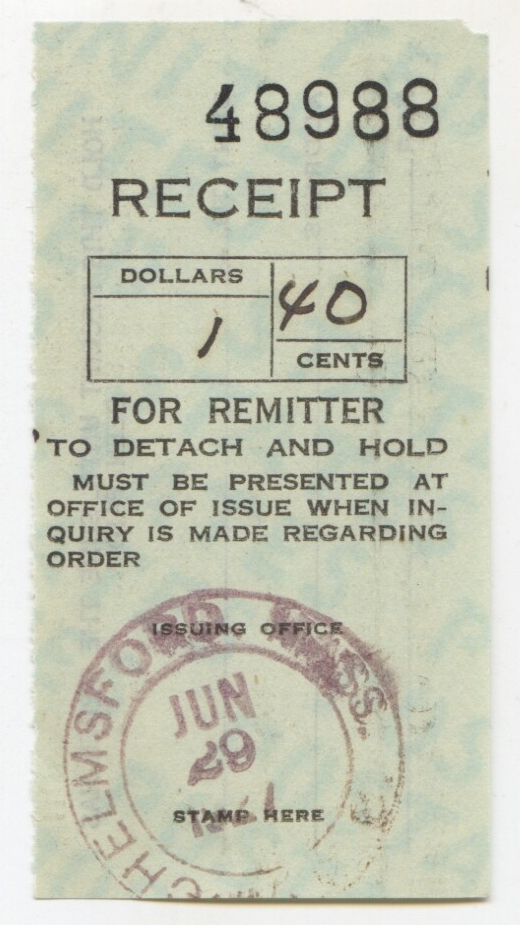 48988
RECEIPT
DOLLARS
1
40
CENTS
FOR REMITTER
TO DETACH AND HOLD
MUST BE PRESENTED AT
OFFICE OF ISSUE WHEN IN-
QUIRY IS MADE REGARDING
ORDER
ISSUING OFFICE
CHELMSFORD MASS.
JUN
29
STAMP HERE